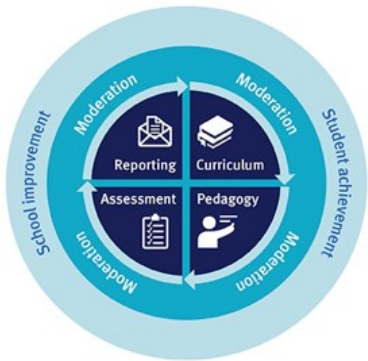 Moderation
Moderation
School improvement
Student achievement
Reporting
Curriculum
Assessment
Pedagogy
Moderation
Moderation